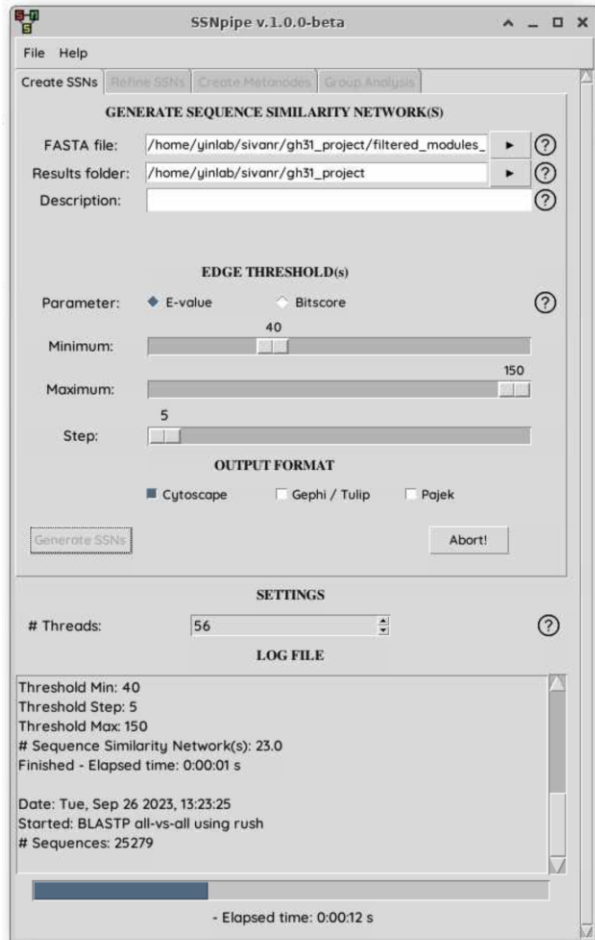 SSNpipe v.1.0.0-beta
File Help
Create SSNs Refine SSNs Create Metanodes Group Analysis
GENERATE SEQUENCE SIMILARITY NETWORK(S)
FASTA file: /home/yinlab/sivanr/gh31_project/filtered_modules_ ?
Results folder: /home/yinlab/sivanr/gh31_project ?
Description: ?
EDGE THRESHOLD(s)
Parameter: E-value Bitscore ?
40
Minimum:
150
Maximum:
5
Step:
OUTPUT FORMAT
Cytoscape Gephi / Tulip Pajek
Generate SSNs Abort!
SETTINGS
# Threads: 56 ?
LOG FILE
Threshold Min: 40
Threshold Step: 5
Threshold Max: 150
# Sequence Similarity Network(s): 23.0
Finished - Elapsed time: 0:00:01 s
Date: Tue, Sep 26 2023, 13:23:25
Started: BLASTP all-vs-all using rush
# Sequences: 25279
- Elapsed time: 0:00:12 s